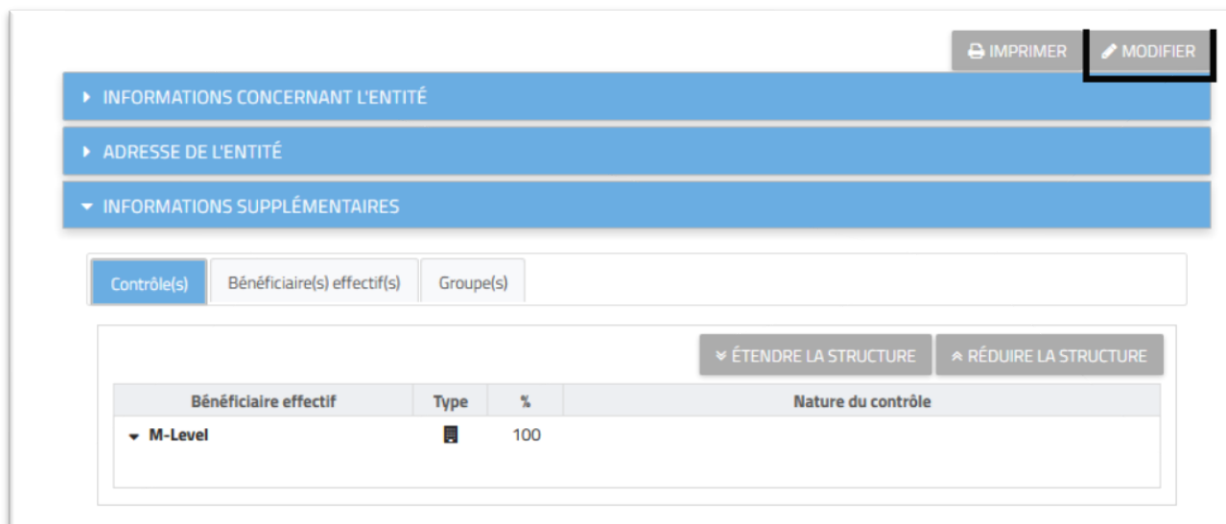 IMPRIMER MODIFIER
INFORMATIONS CONCERNANT L'ENTITÉ
ADRESSE DE L'ENTITÉ
INFORMATIONS SUPPLÉMENTAIRES
Contrôle(s) Bénéficiaire(s) effectif(s) Groupe(s)
ÉTENDRE LA STRUCTURE RÉDUIRE LA STRUCTURE
Bénéficiaire effectif Type % Nature du contrôle
M-Level 100